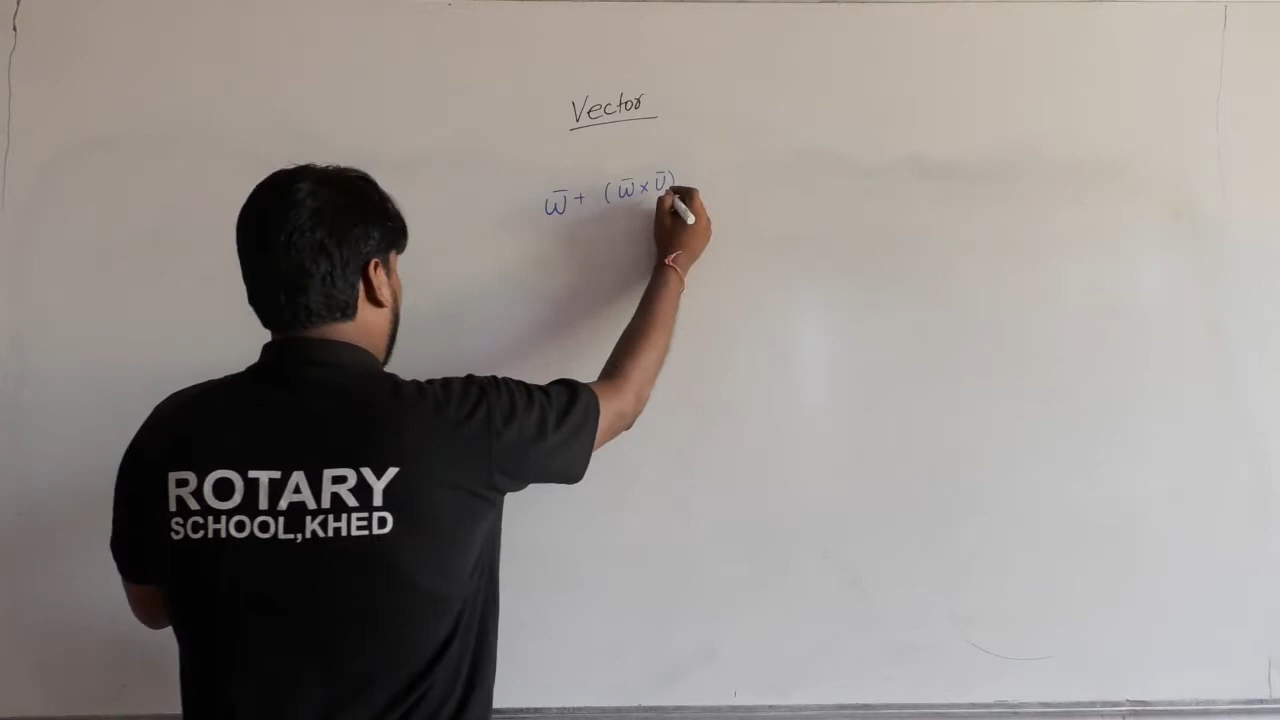 Vector
ω̄ + (ω̄ × Ū)
ROTARY
SCHOOL,KHED